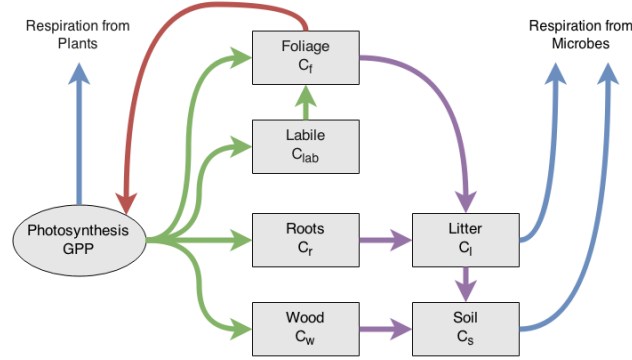 Respiration from
Plants
Foliage
Cf
Respiration from
Microbes
Labile
Clab
Photosynthesis
GPP
Roots
Cr
Litter
Cl
Wood
Cw
Soil
Cs